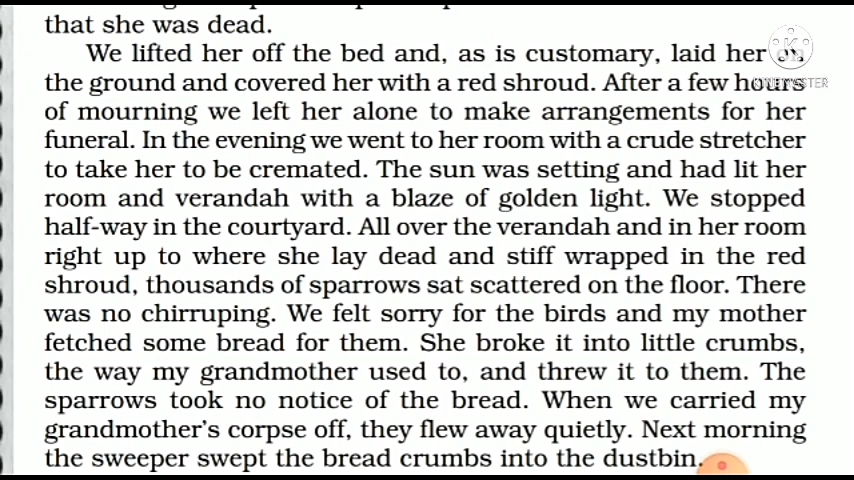 that she was dead.
We lifted her off the bed and, as is customary, laid her on
the ground and covered her with a red shroud. After a few hours
of mourning we left her alone to make arrangements for her
funeral. In the evening we went to her room with a crude stretcher
to take her to be cremated. The sun was setting and had lit her
room and verandah with a blaze of golden light. We stopped
half-way in the courtyard. All over the verandah and in her room
right up to where she lay dead and stiff wrapped in the red
shroud, thousands of sparrows sat scattered on the floor. There
was no chirruping. We felt sorry for the birds and my mother
fetched some bread for them. She broke it into little crumbs,
the way my grandmother used to, and threw it to them. The
sparrows took no notice of the bread. When we carried my
grandmother's corpse off, they flew away quietly. Next morning
the sweeper swept the bread crumbs into the dustbin.